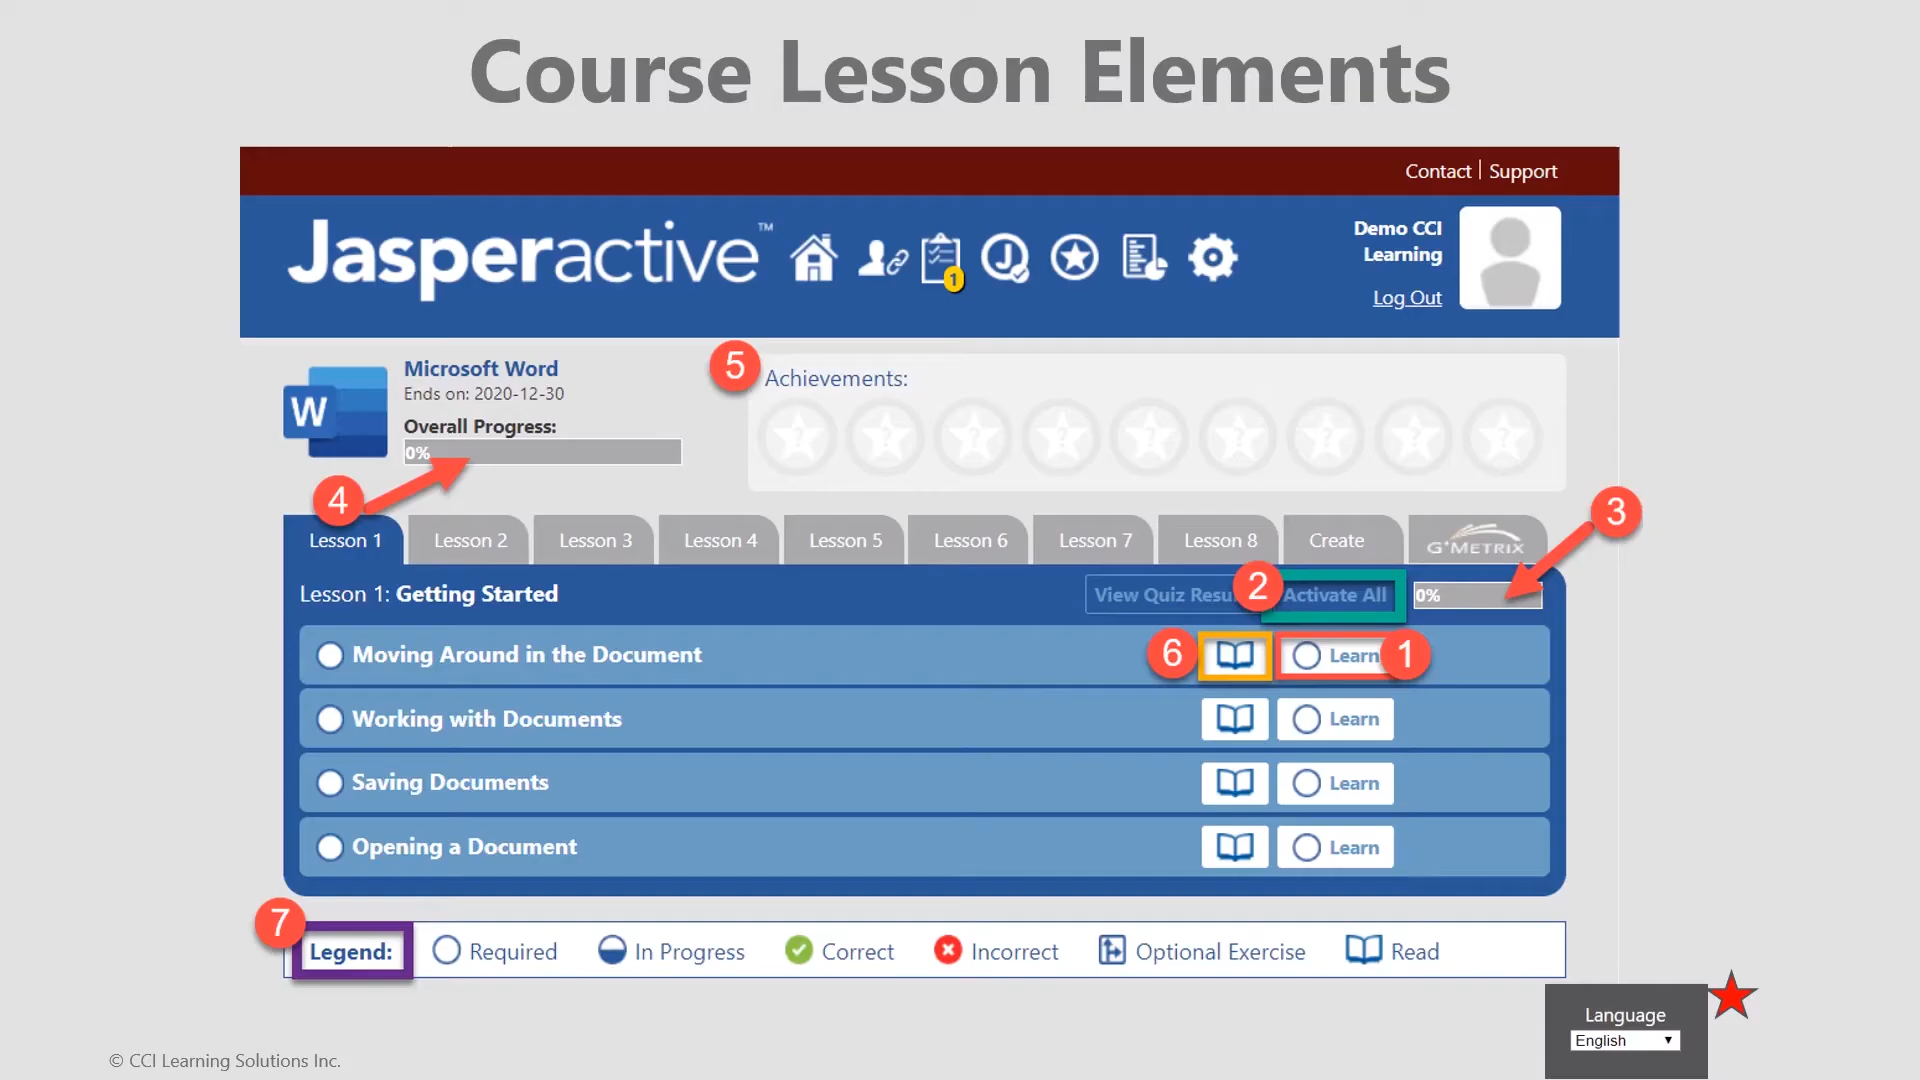 Course Lesson Elements
Contact | Support
Jasperactive™
1
Demo CCI
Learning
Log Out
W
Microsoft Word
Ends on: 2020-12-30
Overall Progress:
0%
5
Achievements:
? ? ? ? ? ? ? ? ?
4
3
Lesson 1 Lesson 2 Lesson 3 Lesson 4 Lesson 5 Lesson 6 Lesson 7 Lesson 8 Create G*METRIX
Lesson 1: Getting Started
View Quiz Resu 2 Activate All 0%
Moving Around in the Document 6 Learn 1
Working with Documents Learn
Saving Documents Learn
Opening a Document Learn
7
Legend: Required In Progress Correct Incorrect Optional Exercise Read
Language
English
© CCI Learning Solutions Inc.